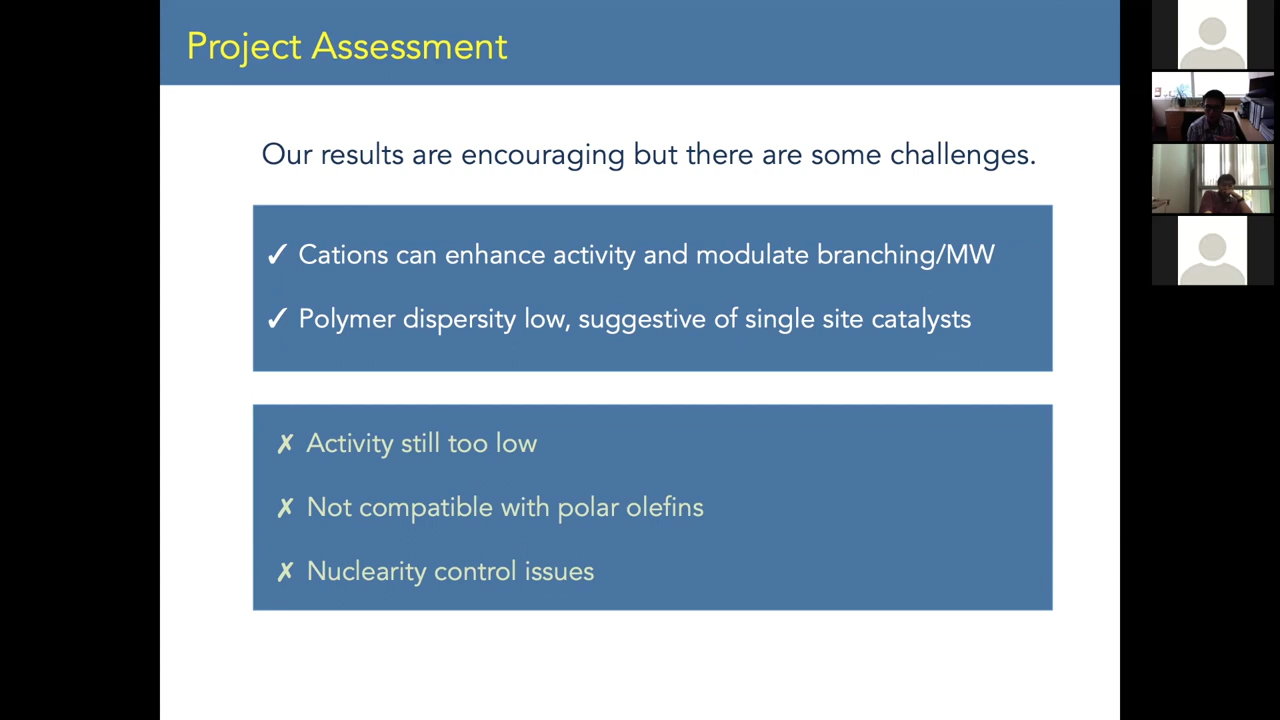 Project Assessment
Our results are encouraging but there are some challenges.
✓ Cations can enhance activity and modulate branching/MW
✓ Polymer dispersity low, suggestive of single site catalysts
✗ Activity still too low
✗ Not compatible with polar olefins
✗ Nuclearity control issues